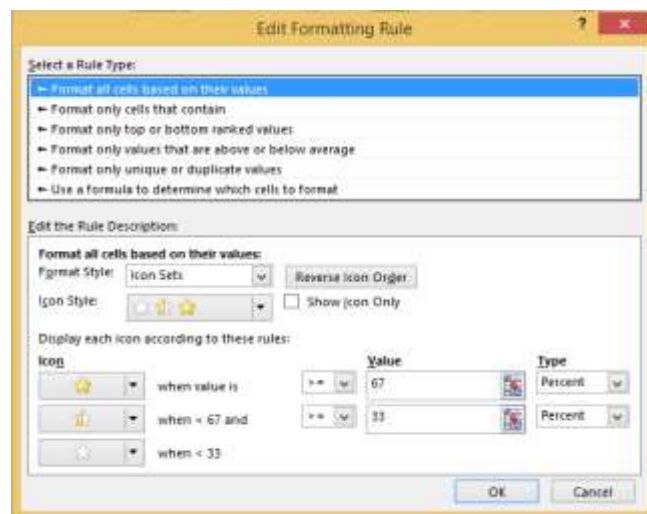 Edit Formatting Rule ?
Select a Rule Type:
► Format all cells based on their values
► Format only cells that contain
► Format only top or bottom ranked values
► Format only values that are above or below average
► Format only unique or duplicate values
► Use a formula to determine which cells to format
Edit the Rule Description:
Format all cells based on their values:
Format Style: Icon Sets Reverse Icon Order
Icon Style: Show Icon Only
Display each icon according to these rules:
Icon Value Type
when value is >= 67 Percent
when < 67 and >= 33 Percent
when < 33
OK Cancel